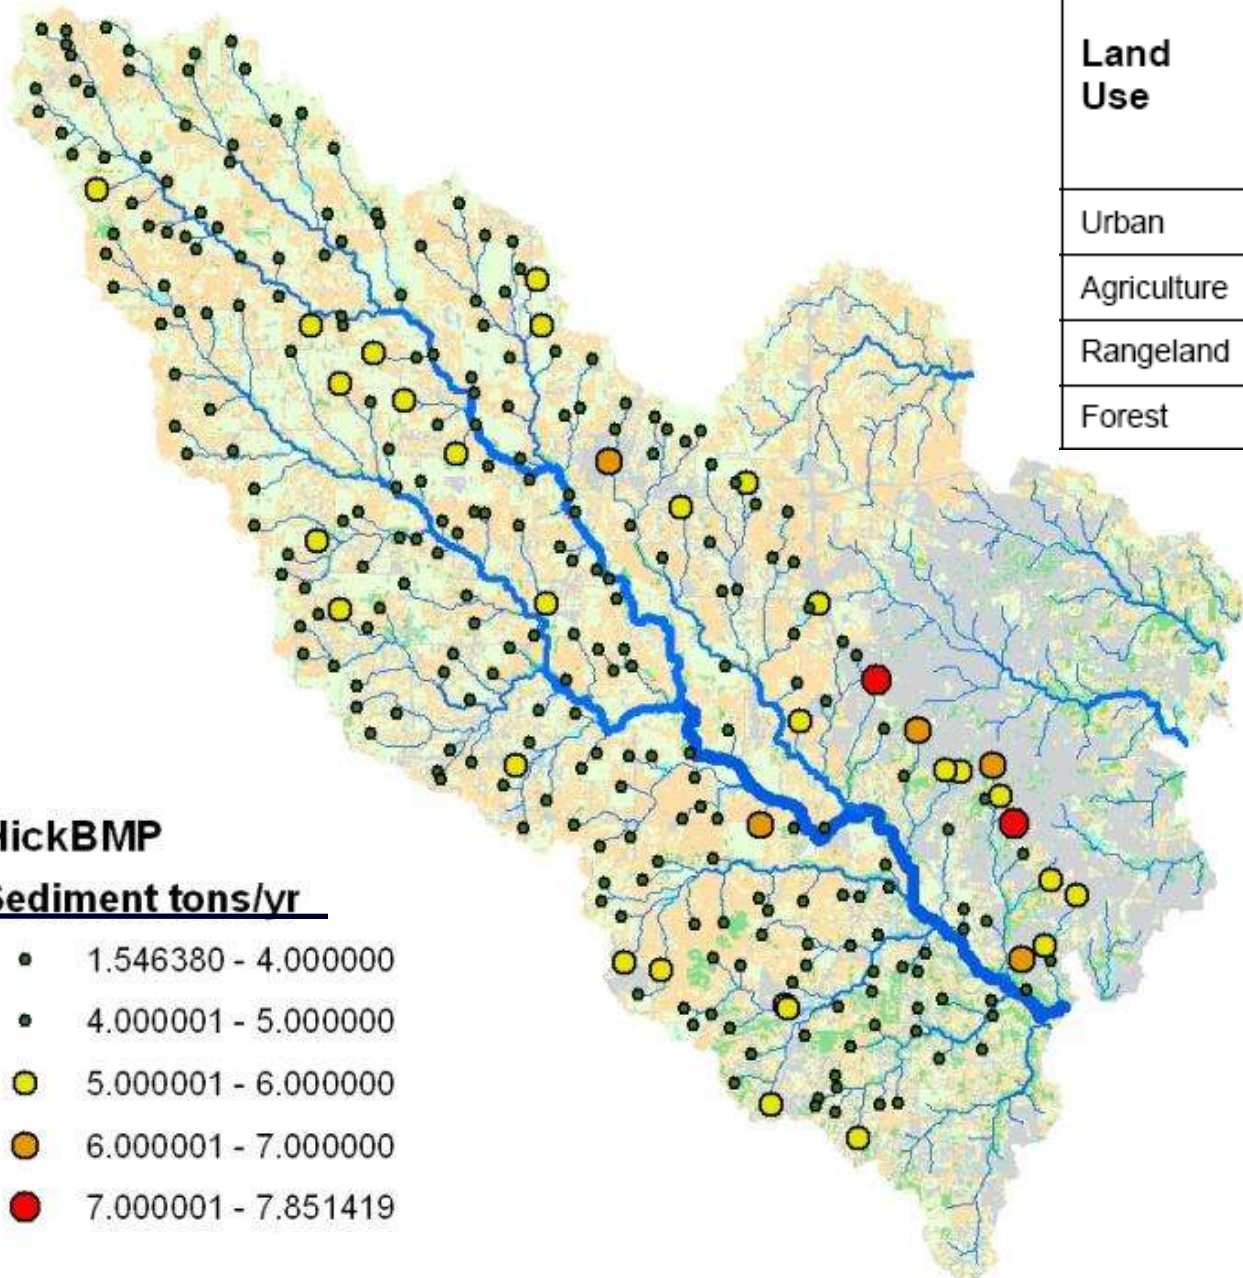 Land
Use
Urban
Agriculture
Rangeland
Forest
HickBMP
Sediment tons/yr
1.546380 - 4.000000
4.000001 - 5.000000
5.000001 - 6.000000
6.000001 - 7.000000
7.000001 - 7.851419